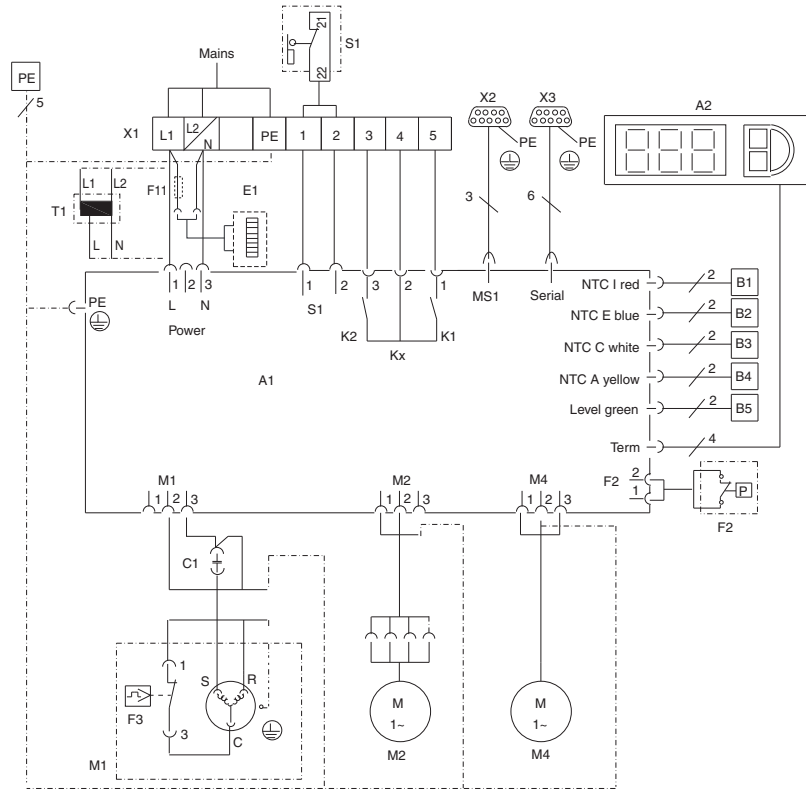 21
S1
22
Mains
PE
5
X2
X3
A2
X1
L1
L2
N
PE
1
2
3
4
5
PE
PE
L1
L2
F11
E1
T1
3
6
L
N
1
2
3
1
2
3
2
1
PE
L
N
S1
MS1
Serial
Power
K2
K1
Kx
NTC I red
2
B1
NTC E blue
2
B2
NTC C white
2
B3
A1
NTC A yellow
2
B4
Level green
2
B5
Term
4
M1
M2
M4
F2
2
1
P
1
2
3
1
2
3
1
2
3
F2
C1
1
S
R
F3
3
C
M1
M
1~
M2
M
1~
M4